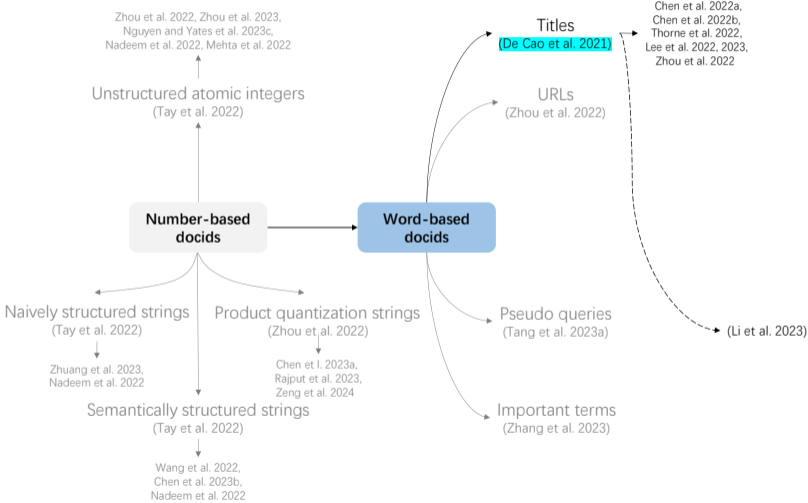 Zhou et al. 2022, Zhou et al. 2023,
Nguyen and Yates et al. 2023c,
Nadeem et al. 2022, Mehta et al. 2022
Unstructured atomic integers
(Tay et al. 2022)
Number-based
docids
Naively structured strings
(Tay et al. 2022)
Zhuang et al. 2023,
Nadeem et al. 2022
Product quantization strings
(Zhou et al. 2022)
Chen et l. 2023a,
Rajput et al. 2023,
Zeng et al. 2024
Semantically structured strings
(Tay et al. 2022)
Wang et al. 2022,
Chen et al. 2023b,
Nadeem et al. 2022
Word-based
docids
Titles
(De Cao et al. 2021)
Chen et al. 2022a,
Chen et al. 2022b,
Thorne et al. 2022,
Lee et al. 2022, 2023,
Zhou et al. 2022
URLs
(Zhou et al. 2022)
Pseudo queries
(Tang et al. 2023a)
(Li et al. 2023)
Important terms
(Zhang et al. 2023)